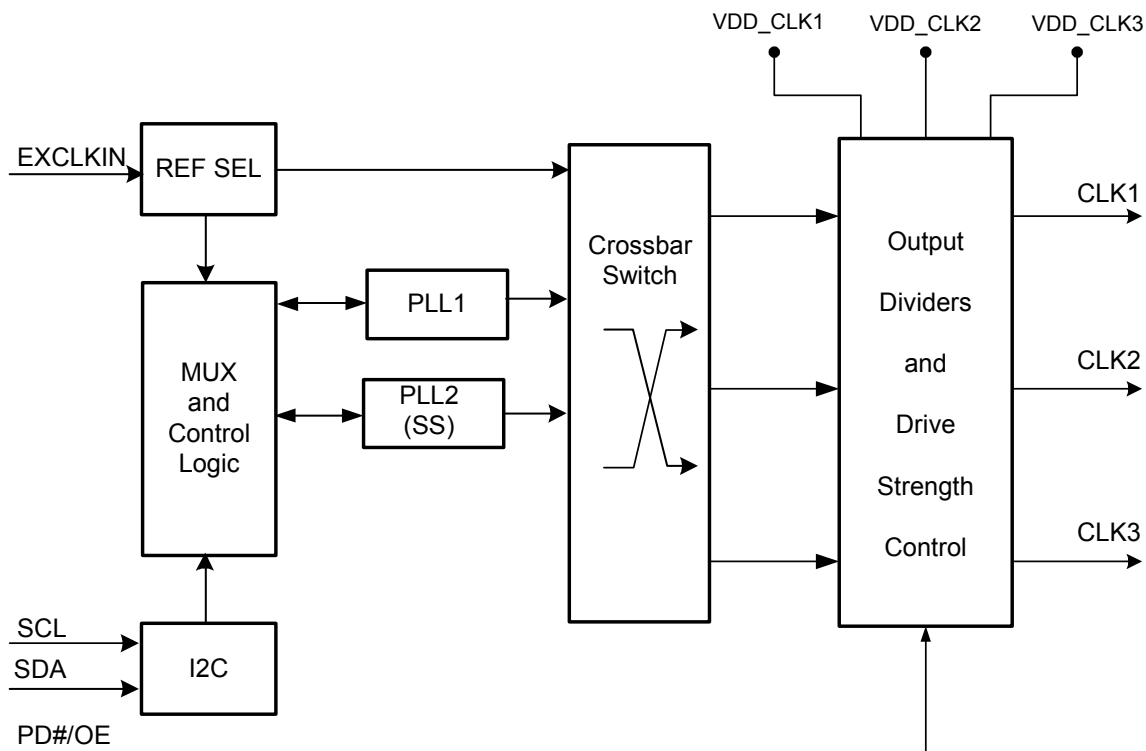 VDD_CLK1
VDD_CLK2
VDD_CLK3
EXCLKIN
REF SEL
MUX
and
Control
Logic
PLL1
PLL2
(SS)
Crossbar
Switch
Output
Dividers
and
Drive
Strength
Control
CLK1
CLK2
CLK3
SCL
SDA
I2C
PD#/OE